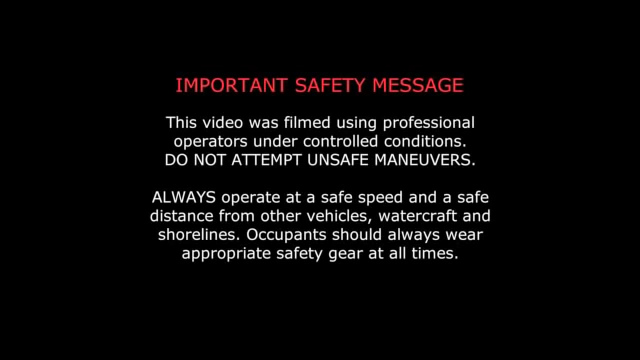 IMPORTANT SAFETY MESSAGE
This video was filmed using professional
operators under controlled conditions.
DO NOT ATTEMPT UNSAFE MANEUVERS.
ALWAYS operate at a safe speed and a safe
distance from other vehicles, watercraft and
shorelines. Occupants should always wear
appropriate safety gear at all times.